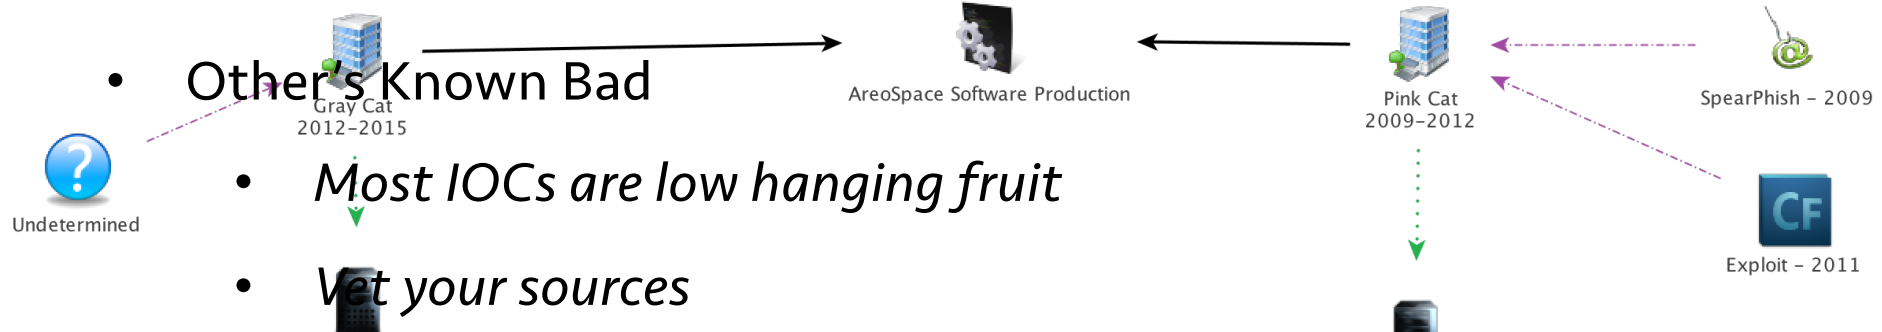 • Other's Known Bad
• Most IOCs are low hanging fruit
• Vet your sources
Gray Cat
2012-2015
AreoSpace Software Production
Pink Cat
2009-2012
SpearPhish - 2009
?
Undetermined
CF
Exploit - 2011